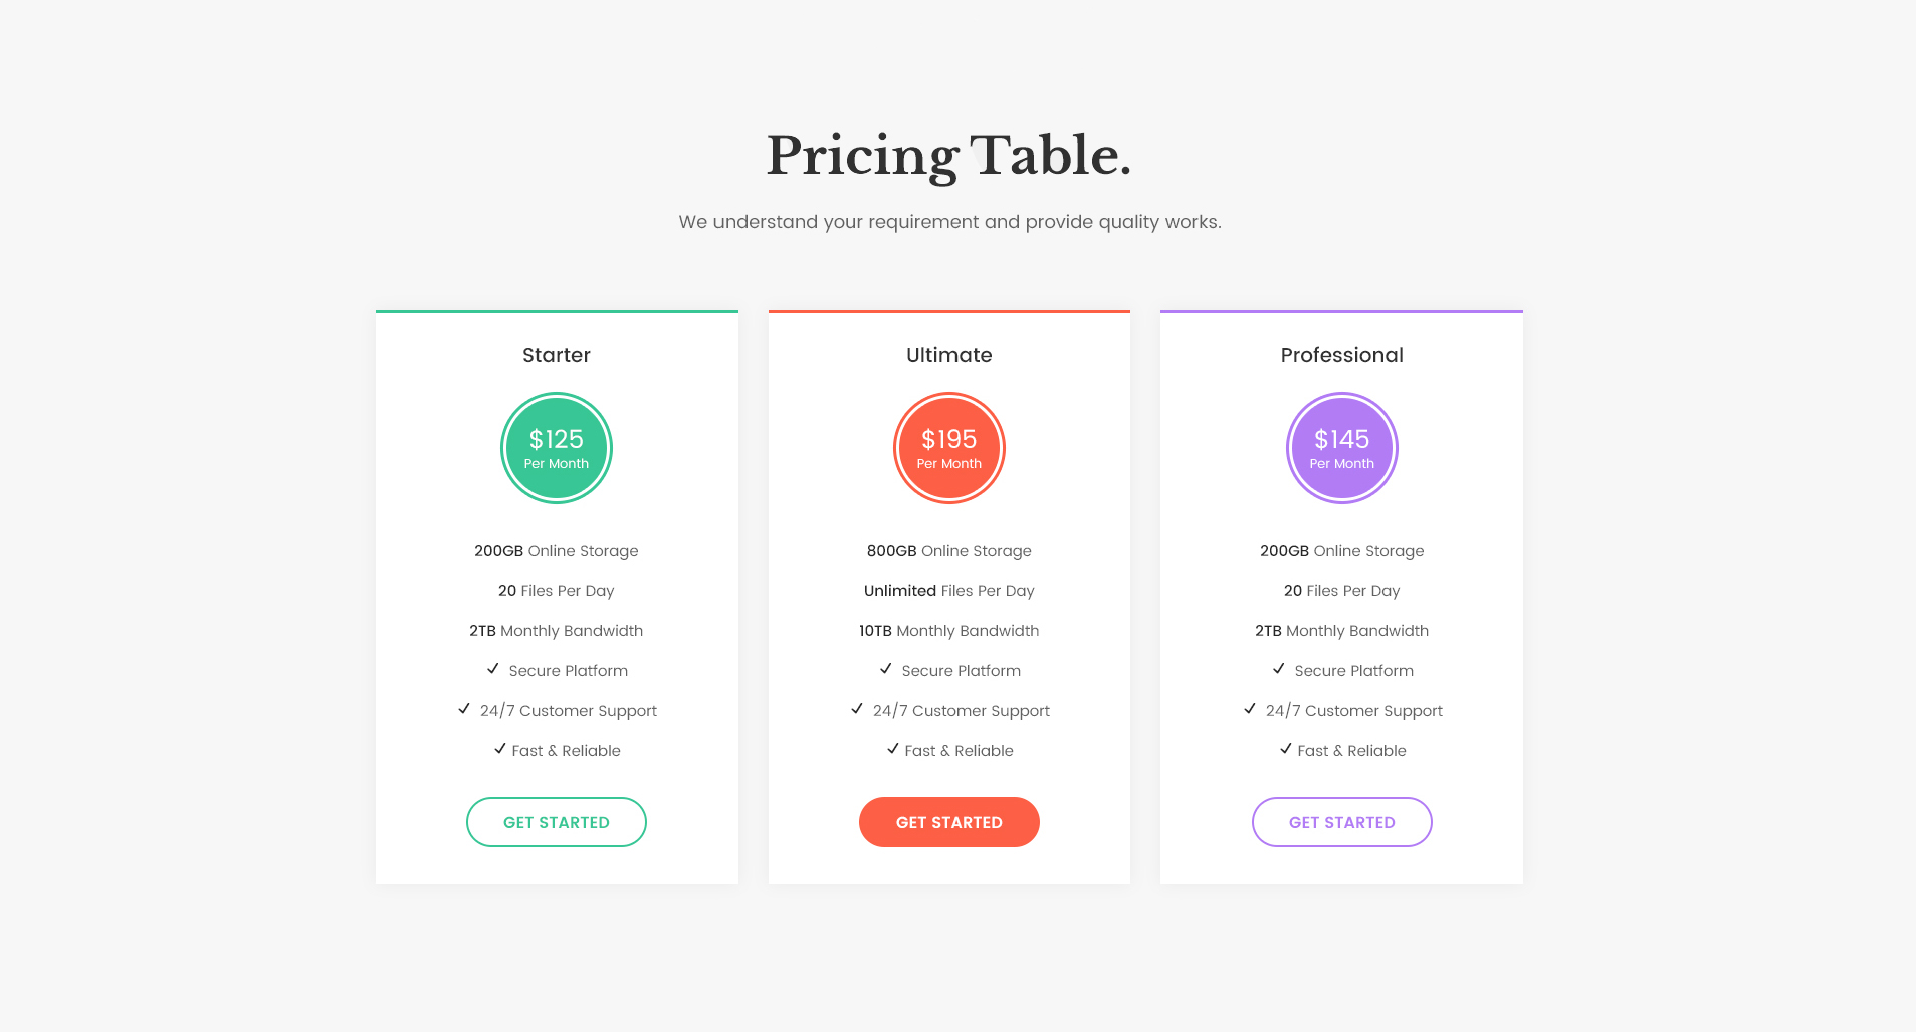 Pricing Table.
We understand your requirement and provide quality works.
Starter
$125
Per Month
200GB Online Storage
20 Files Per Day
2TB Monthly Bandwidth
Secure Platform
24/7 Customer Support
Fast & Reliable
GET STARTED
Ultimate
$195
Per Month
800GB Online Storage
Unlimited Files Per Day
10TB Monthly Bandwidth
Secure Platform
24/7 Customer Support
Fast & Reliable
GET STARTED
Professional
$145
Per Month
200GB Online Storage
20 Files Per Day
2TB Monthly Bandwidth
Secure Platform
24/7 Customer Support
Fast & Reliable
GET STARTED